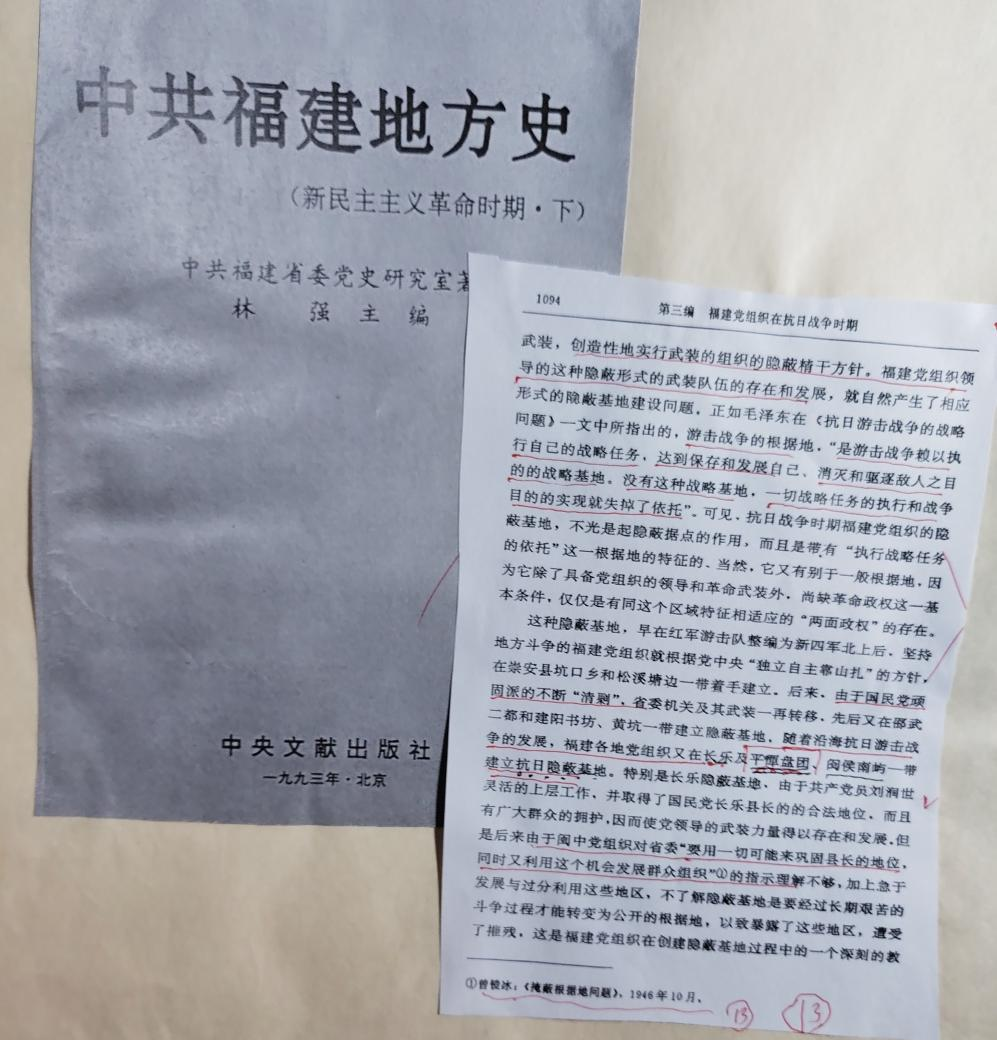 中共福建地方史
（新民主主义革命时期·下）
中共福建省委党史研究室著
林 强 主 编
中央文献出版社
一九九三年·北京
1094 第三编 福建党组织在抗日战争时期
武装，创造性地实行武装的组织的隐蔽精干方针。福建党组织领
导的这种隐蔽形式的武装队伍的存在和发展，就自然产生了相应
形式的隐蔽基地建设问题。正如毛泽东在《抗日游击战争的战略
问题》一文中所指出的，游击战争的根据地，“是游击战争赖以执
行自己的战略任务，达到保存和发展自己、消灭和驱逐敌人之目
的的战略基地。没有这种战略基地，一切战略任务的执行和战争
目的的实现就失掉了依托”。可见，抗日战争时期福建党组织的隐
蔽基地，不光是起隐蔽据点的作用，而且是带有“执行战略任务
的依托”这一根据地的特征的。当然，它又有别于一般根据地，因
为它除了具备党组织的领导和革命武装外，尚缺革命政权这一基
本条件，仅仅是有同这个区域特征相适应的“两面政权”的存在。
这种隐蔽基地，早在红军游击队整编为新四军北上后，坚持
地方斗争的福建党组织就根据党中央“独立自主靠山扎”的方针，
在崇安县坑口乡和松溪塘边一带着手建立。后来，由于国民党顽
固派的不断“清剿”，省委机关及其武装一再转移，先后又在邵武
二都和建阳书坊、黄坑一带建立隐蔽基地，随着沿海抗日游击战
争的发展，福建各地党组织又在长乐及平潭盘团、闽侯南屿一带
建立抗日隐蔽基地。特别是长乐隐蔽基地，由于共产党员刘润世
灵活的上层工作，并取得了国民党长乐县长的的合法地位，而且
有广大群众的拥护，因而使党领导的武装力量得以存在和发展。但
是后来由于闽中党组织对省委“要用一切可能来巩固县长的地位，
同时又利用这个机会发展群众组织”①的指示理解不够，加上急于
发展与过分利用这些地区，不了解隐蔽基地是要经过长期艰苦的
斗争过程才能转变为公开的根据地，以致暴露了这些地区，遭受
了摧残，这是福建党组织在创建隐蔽基地过程中的一个深刻的教
①曾镜冰：《掩蔽根据地问题》，1946年10月。
13 13